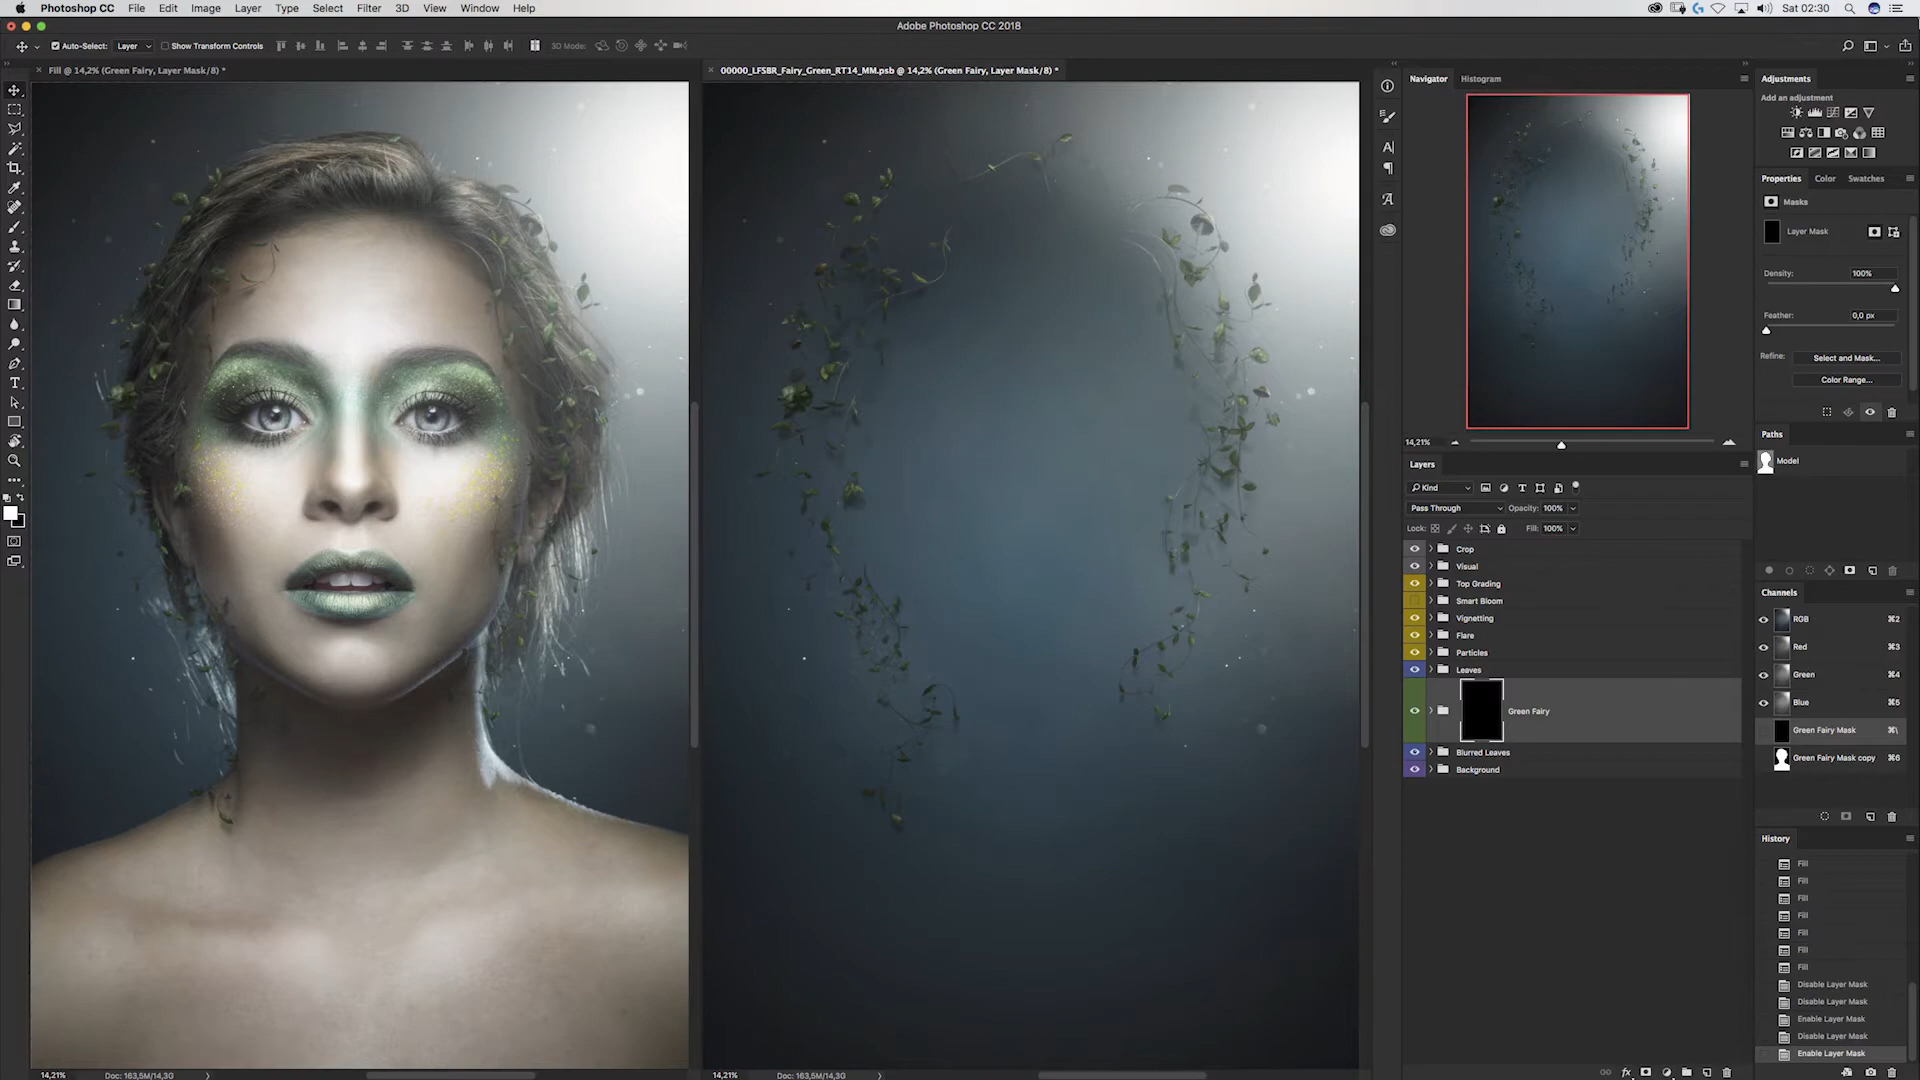 Photoshop CC File Edit Image Layer Type Select Filter 3D View Window Help Sat 02:30
Adobe Photoshop CC 2018
Auto-Select: Layer Show Transform Controls 3D Mode:
Fill @ 14,2% (Green Fairy, Layer Mask/8) *
00000_LFSBR_Fairy_Green_RT14_MM.psb @ 14,2% (Green Fairy, Layer Mask/8) *
Navigator Histogram
14,21%
Layers
Kind
Pass Through Opacity: 100%
Lock: Fill: 100%
Crop
Visual
Top Grading
Smart Bloom
Vignetting
Flare
Particles
Leaves
Green Fairy
Blurred Leaves
Background
Adjustments
Add an adjustment
Properties Color Swatches
Masks
Layer Mask
Density: 100%
Feather: 0,0 px
Refine: Select and Mask...
Color Range...
Paths
Model
Channels
RGB ⌘2
Red ⌘3
Green ⌘4
Blue ⌘5
Green Fairy Mask ⌘\
Green Fairy Mask copy ⌘6
History
Fill
Fill
Fill
Fill
Fill
Fill
Fill
Disable Layer Mask
Disable Layer Mask
Enable Layer Mask
Disable Layer Mask
Enable Layer Mask
14,21% Doc: 163,5M/14,3G
14,21% Doc: 163,5M/14,3G